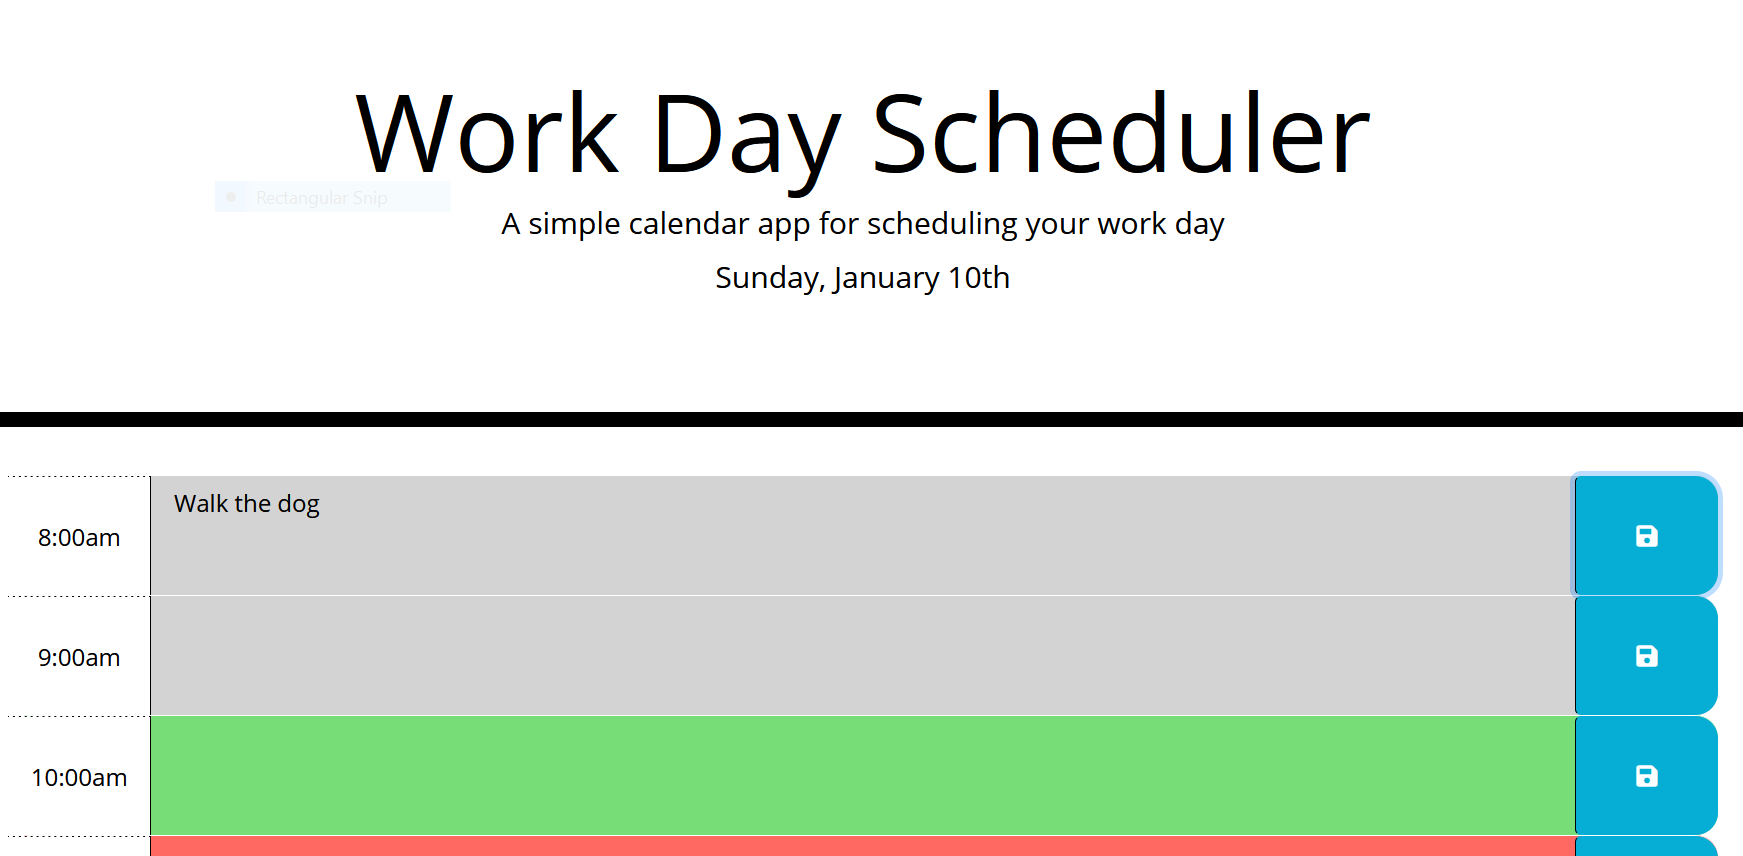 Work Day Scheduler
Rectangular Snip
A simple calendar app for scheduling your work day
Sunday, January 10th
8:00am
Walk the dog
9:00am
10:00am